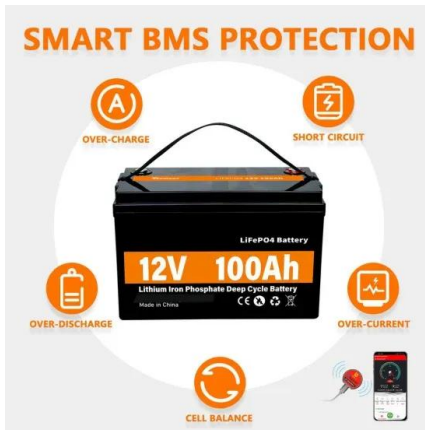 SMART BMS PROTECTION
A
OVER-CHARGE
SHORT CIRCUIT
LiFePO4 Battery
12V 100Ah
Lithium Iron Phosphate Deep Cycle Battery
Made in China
CE
OVER-DISCHARGE
OVER-CURRENT
CELL BALANCE